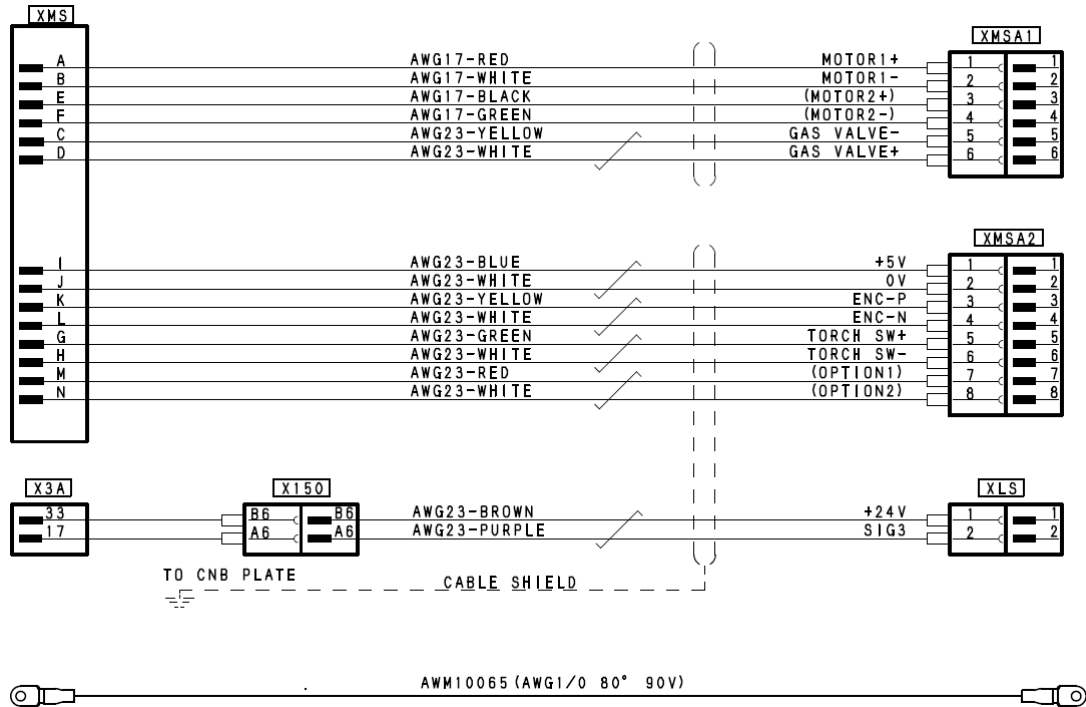 XMS
XMSA1
A AWG17-RED MOTOR1+ 1 1
B AWG17-WHITE MOTOR1- 2 2
E AWG17-BLACK (MOTOR2+) 3 3
F AWG17-GREEN (MOTOR2-) 4 4
C AWG23-YELLOW GAS VALVE- 5 5
D AWG23-WHITE GAS VALVE+ 6 6
XMSA2
I AWG23-BLUE +5V 1 1
J AWG23-WHITE 0V 2 2
K AWG23-YELLOW ENC-P 3 3
L AWG23-WHITE ENC-N 4 4
G AWG23-GREEN TORCH SW+ 5 5
H AWG23-WHITE TORCH SW- 6 6
M AWG23-RED (OPTION1) 7 7
N AWG23-WHITE (OPTION2) 8 8
X3A X150 XLS
33 B6 B6 AWG23-BROWN +24V 1 1
17 A6 A6 AWG23-PURPLE SIG3 2 2
TO CNB PLATE
CABLE SHIELD
AWM10065(AWG1/0 80° 90V)